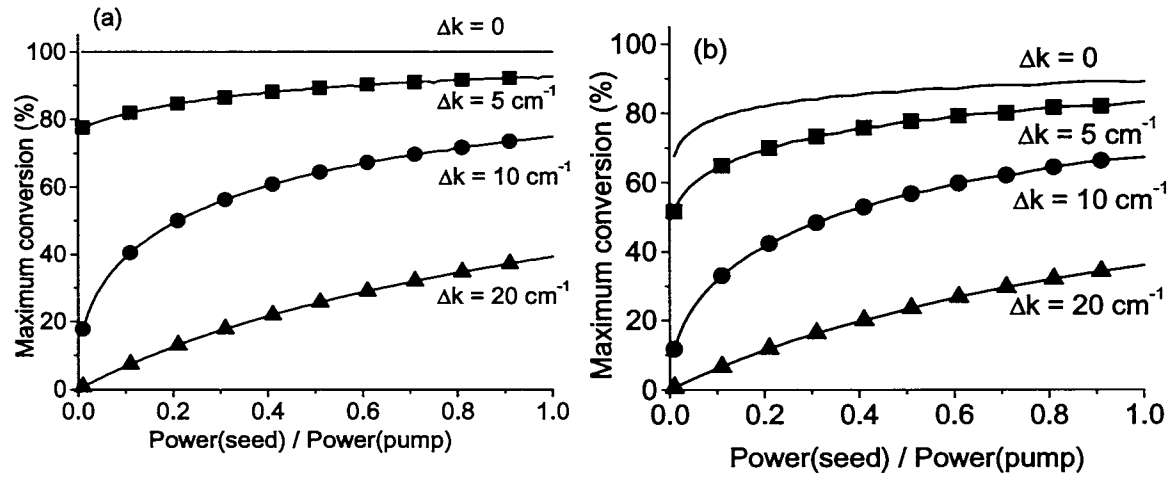 (a)
Δk = 0
Δk = 5 cm⁻¹
Δk = 10 cm⁻¹
Δk = 20 cm⁻¹
Maximum conversion (%)
100
80
60
40
20
0
0.0 0.2 0.4 0.6 0.8 1.0
Power(seed) / Power(pump)
(b)
Δk = 0
Δk = 5 cm⁻¹
Δk = 10 cm⁻¹
Δk = 20 cm⁻¹
Maximum conversion (%)
100
80
60
40
20
0
0.0 0.2 0.4 0.6 0.8 1.0
Power(seed) / Power(pump)